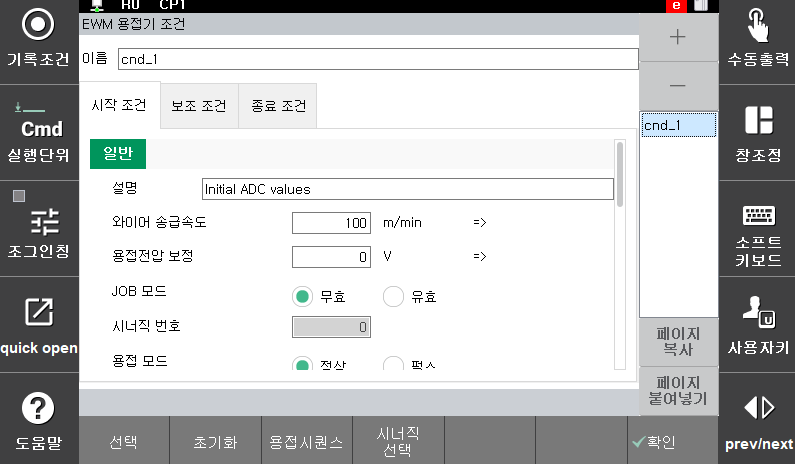 AU CP1
e
EWM 용접기 조건
기록조건
Cmd
실행단위
조그인칭
quick open
도움말
이름 cnd_1
시작 조건 보조 조건 종료 조건
일반
설명 Initial ADC values
와이어 송급속도 100 m/min =>
용접전압 보정 0 V =>
JOB 모드 무효 유효
시너직 번호 0
용접 모드 정상 펄스
+
-
cnd_1
페이지
복사
페이지
붙여넣기
수동출력
창조정
소프트
키보드
U
사용자키
prev/next
선택 초기화 용접시퀀스 시너직
선택
확인